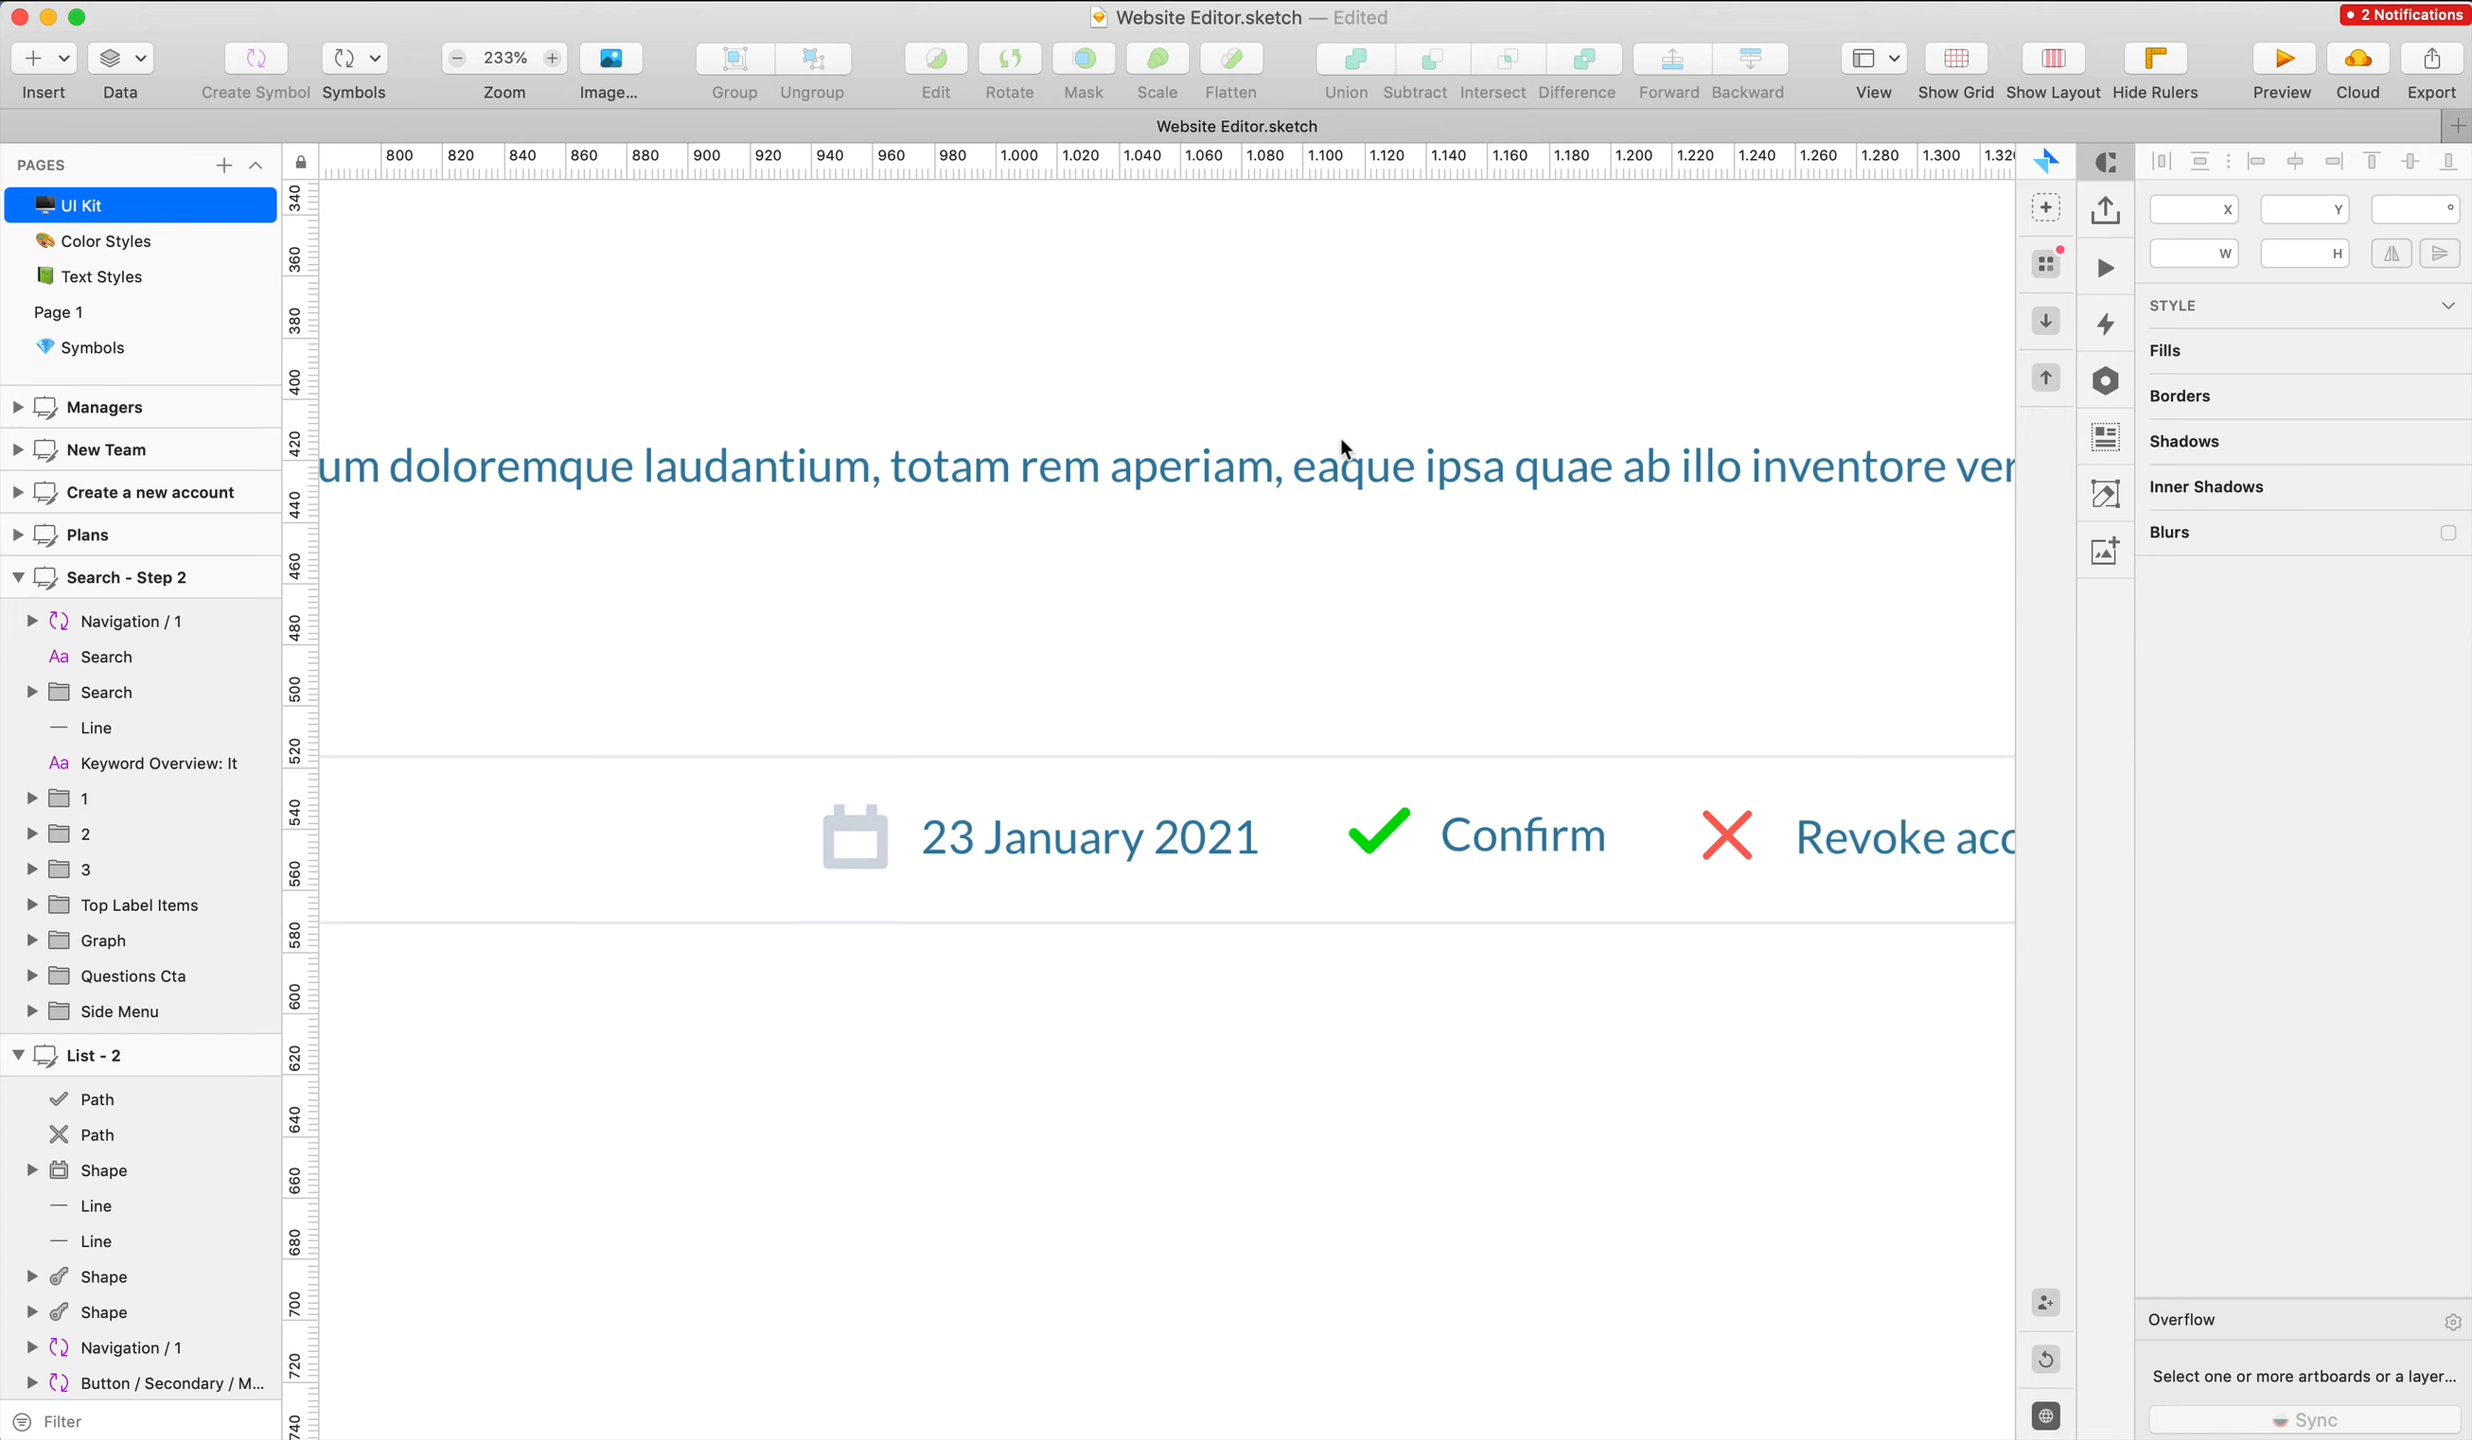 Website Editor.sketch — Edited
2 Notifications
233%
Insert Data Create Symbol Symbols Zoom Image... Group Ungroup Edit Rotate Mask Scale Flatten Union Subtract Intersect Difference Forward Backward View Show Grid Show Layout Hide Rulers Preview Cloud Export
Website Editor.sketch
PAGES
UI Kit
Color Styles
Text Styles
Page 1
Symbols
Managers
New Team
Create a new account
Plans
Search - Step 2
Navigation / 1
Aa Search
Search
Line
Aa Keyword Overview: It
1
2
3
Top Label Items
Graph
Questions Cta
Side Menu
List - 2
Path
Path
Shape
Line
Line
Shape
Shape
Navigation / 1
Button / Secondary / M...
Filter
800 820 840 860 880 900 920 940 960 980 1.000 1.020 1.040 1.060 1.080 1.100 1.120 1.140 1.160 1.180 1.200 1.220 1.240 1.260 1.280 1.300 1.32
340
360
380
400
420
440
460
480
500
520
540
560
580
600
620
640
660
680
700
720
740
um doloremque laudantium, totam rem aperiam, eaque ipsa quae ab illo inventore ver
23 January 2021 Confirm Revoke acc
X Y °
W H
STYLE
Fills
Borders
Shadows
Inner Shadows
Blurs
Overflow
Select one or more artboards or a layer...
Sync